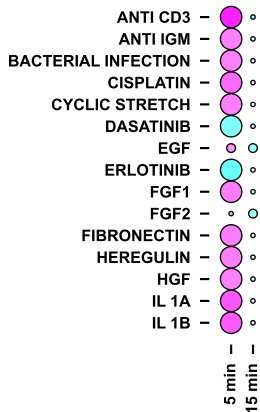 ANTI CD3
ANTI IGM
BACTERIAL INFECTION
CISPLATIN
CYCLIC STRETCH
DASATINIB
EGF
ERLOTINIB
FGF1
FGF2
FIBRONECTIN
HEREGULIN
HGF
IL 1A
IL 1B
5 min
15 min